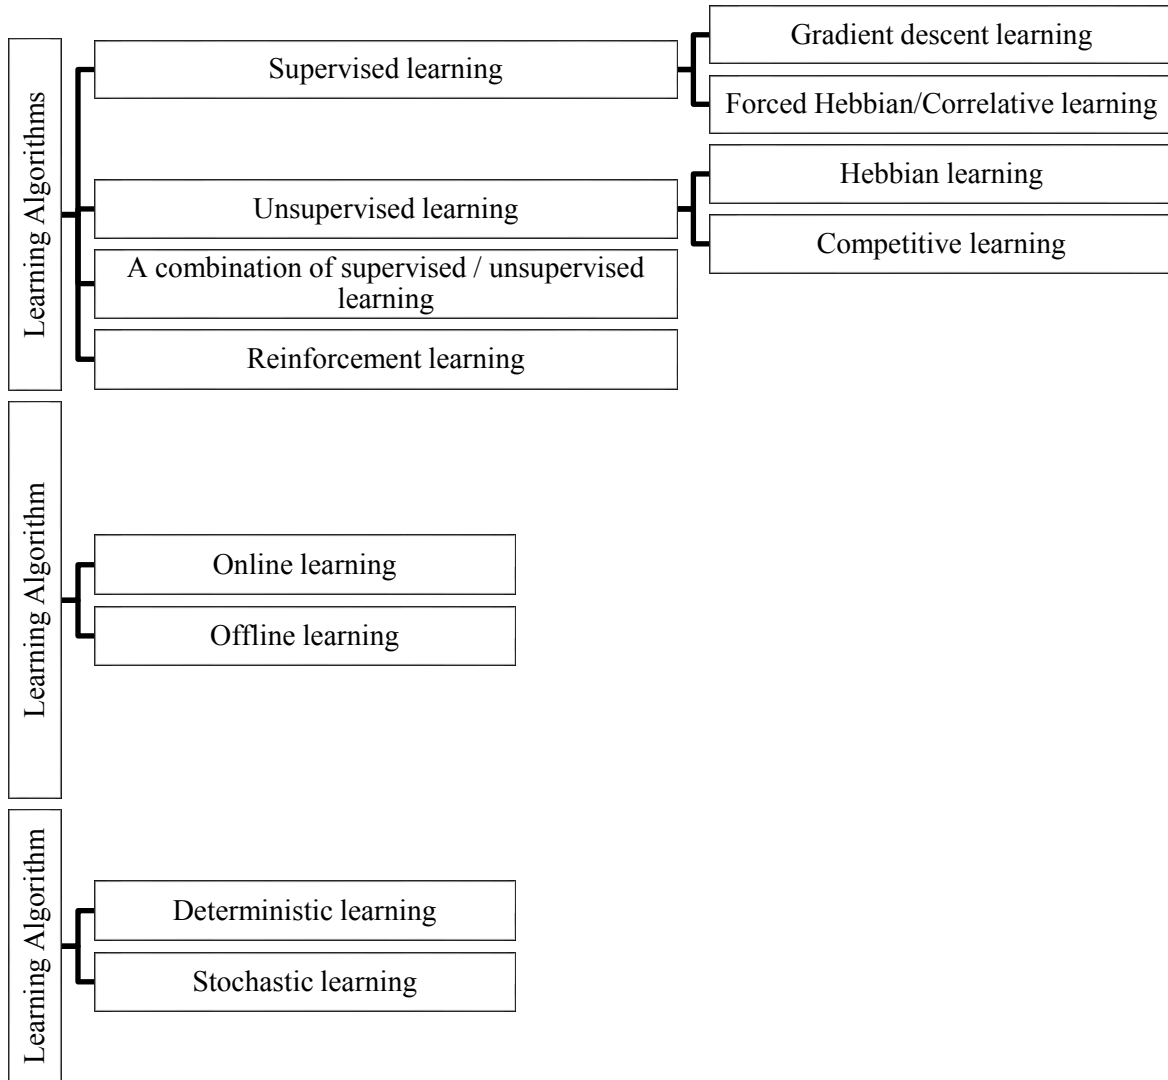 Learning Algorithms
Supervised learning
Gradient descent learning
Forced Hebbian/Correlative learning
Unsupervised learning
Hebbian learning
Competitive learning
A combination of supervised / unsupervised
learning
Reinforcement learning
Learning Algorithm
Online learning
Offline learning
Learning Algorithm
Deterministic learning
Stochastic learning